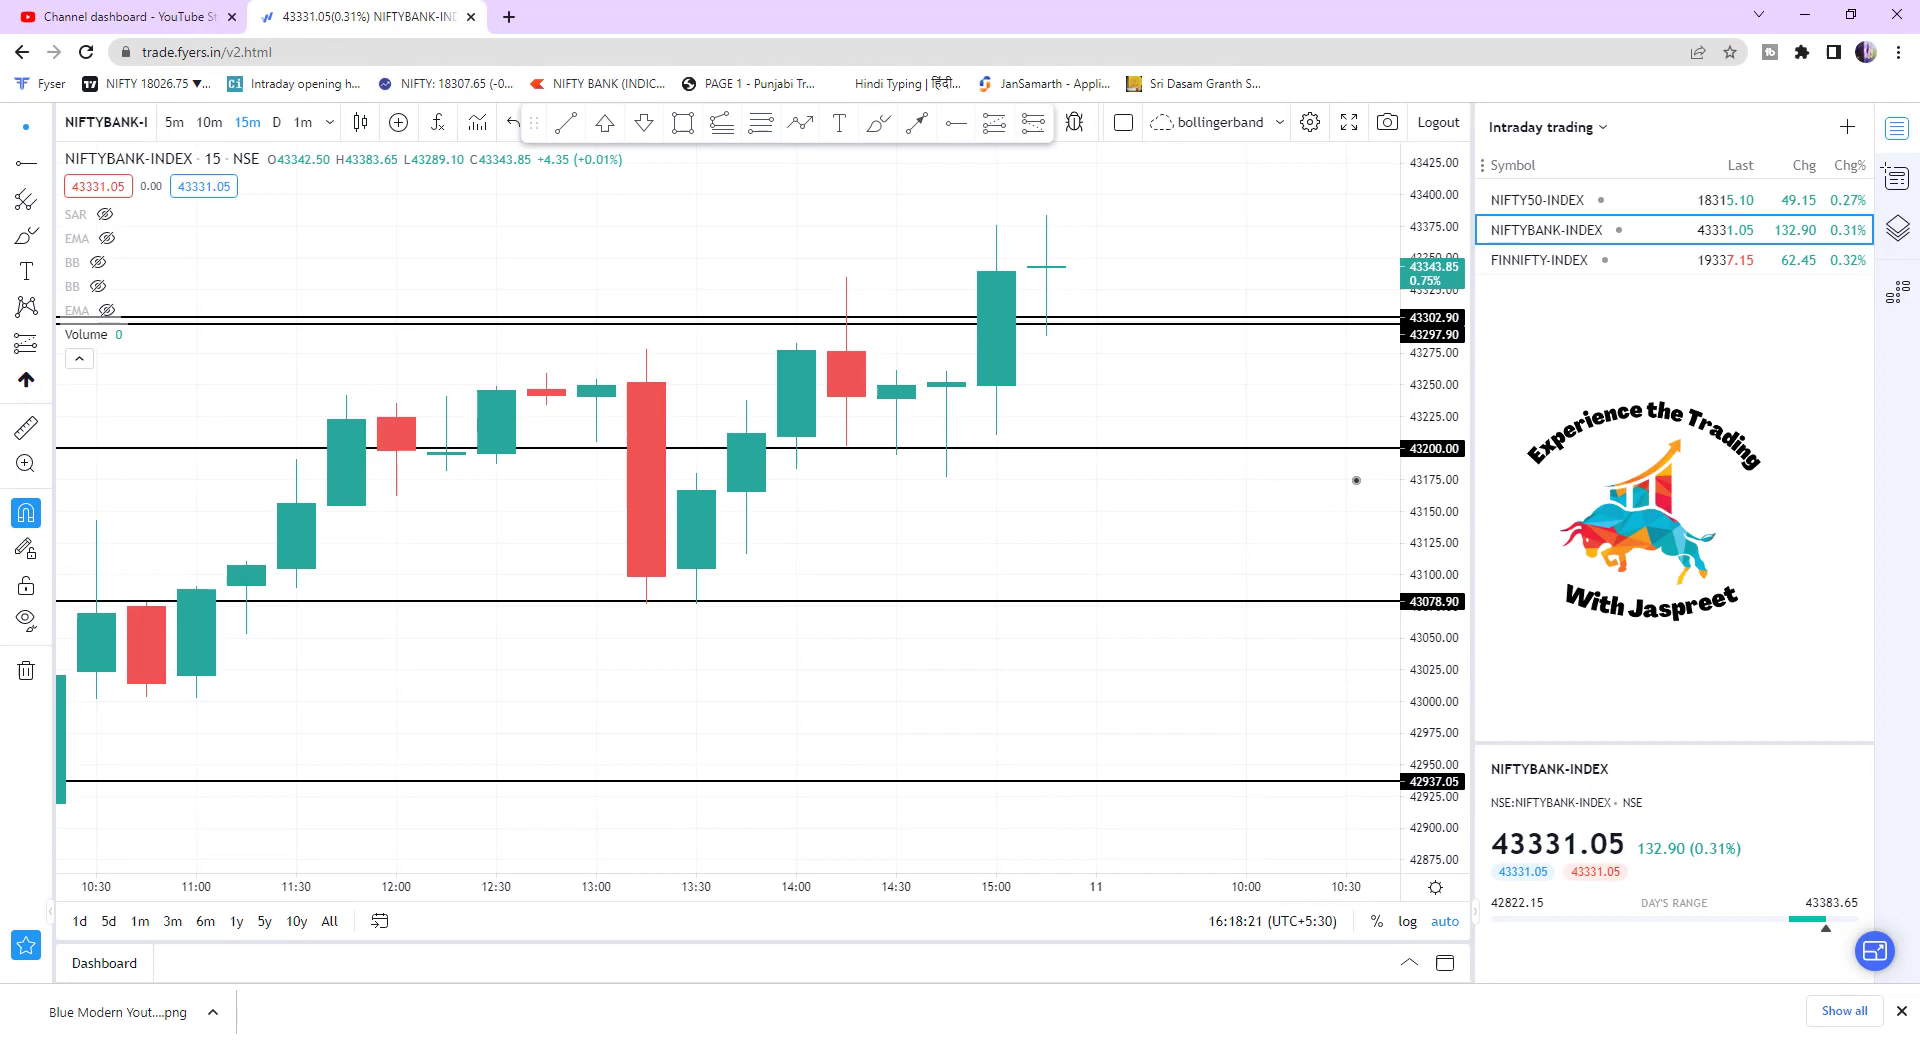 Channel dashboard - YouTube St
43331.05(0.31%) NIFTYBANK-IND
trade.fyers.in/v2.html
Fyser
NIFTY 18026.75 ▼...
Intraday opening h...
NIFTY: 18307.65 (-0...
NIFTY BANK (INDIC...
PAGE 1 - Punjabi Tr...
Hindi Typing | हिंदी...
JanSamarth - Appli...
Sri Dasam Granth S...
NIFTYBANK-I
5m 10m 15m D 1m
bollingerband
Logout
NIFTYBANK-INDEX · 15 · NSE O43342.50 H43383.65 L43289.10 C43343.85 +4.35 (+0.01%)
43331.05 0.00 43331.05
SAR
EMA
BB
BB
EMA
Volume 0
43425.00
43400.00
43375.00
43343.85
0.75%
43302.90
43297.90
43275.00
43250.00
43225.00
43200.00
43175.00
43150.00
43125.00
43100.00
43078.90
43050.00
43025.00
43000.00
42975.00
42950.00
42937.05
42925.00
42900.00
42875.00
10:30 11:00 11:30 12:00 12:30 13:00 13:30 14:00 14:30 15:00 11 10:00 10:30
1d 5d 1m 3m 6m 1y 5y 10y All
16:18:21 (UTC+5:30) % log auto
Dashboard
Intraday trading
Symbol Last Chg Chg%
NIFTY50-INDEX 18315.10 49.15 0.27%
NIFTYBANK-INDEX 43331.05 132.90 0.31%
FINNIFTY-INDEX 19337.15 62.45 0.32%
Experience the Trading
With Jaspreet
NIFTYBANK-INDEX
NSE:NIFTYBANK-INDEX • NSE
43331.05 132.90 (0.31%)
43331.05 43331.05
42822.15 DAY'S RANGE 43383.65
Blue Modern Yout....png
Show all